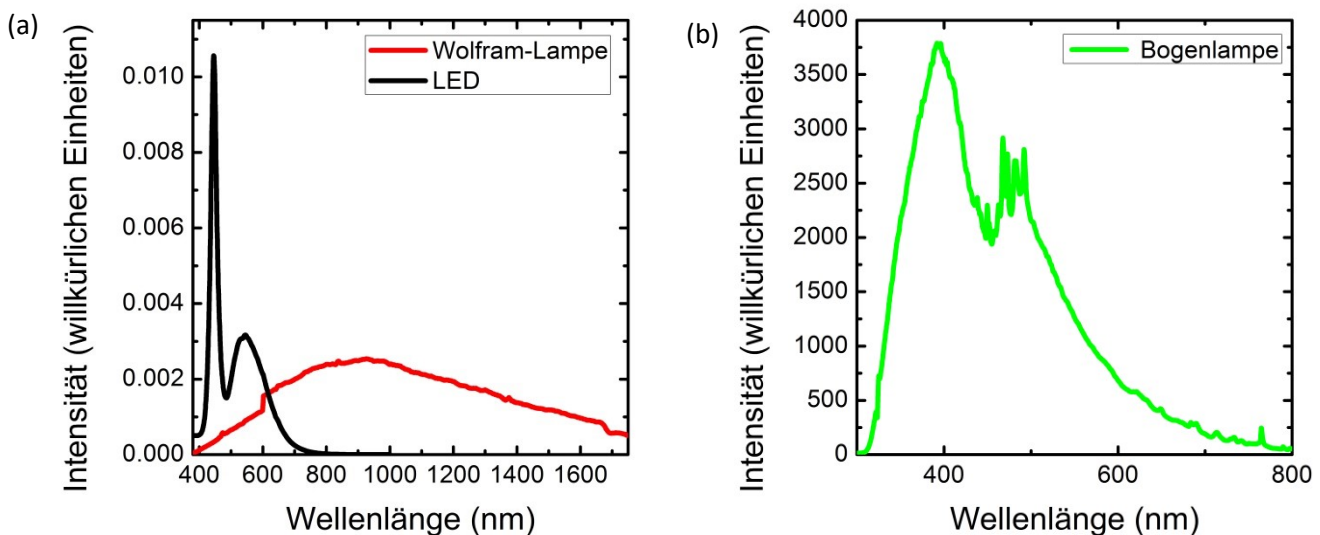 (a)
Wolfram-Lampe
LED
Intensität (willkürlichen Einheiten)
0.010
0.008
0.006
0.004
0.002
0.000
400 600 800 1000 1200 1400 1600
Wellenlänge (nm)
(b)
Bogenlampe
Intensität (willkürlichen Einheiten)
4000
3500
3000
2500
2000
1500
1000
500
0
400 600 800
Wellenlänge (nm)